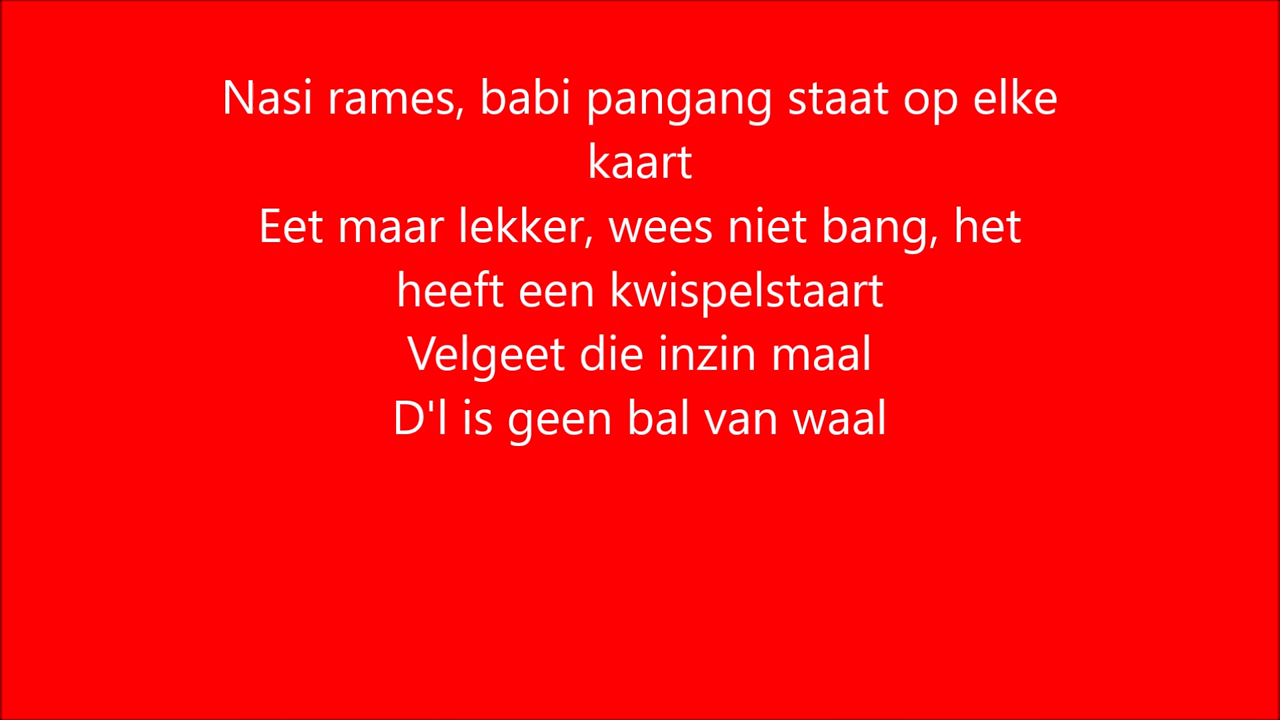 Nasi rames, babi pangang staat op elke
kaart
Eet maar lekker, wees niet bang, het
heeft een kwispelstaart
Velgeet die inzin maal
D'l is geen bal van waal